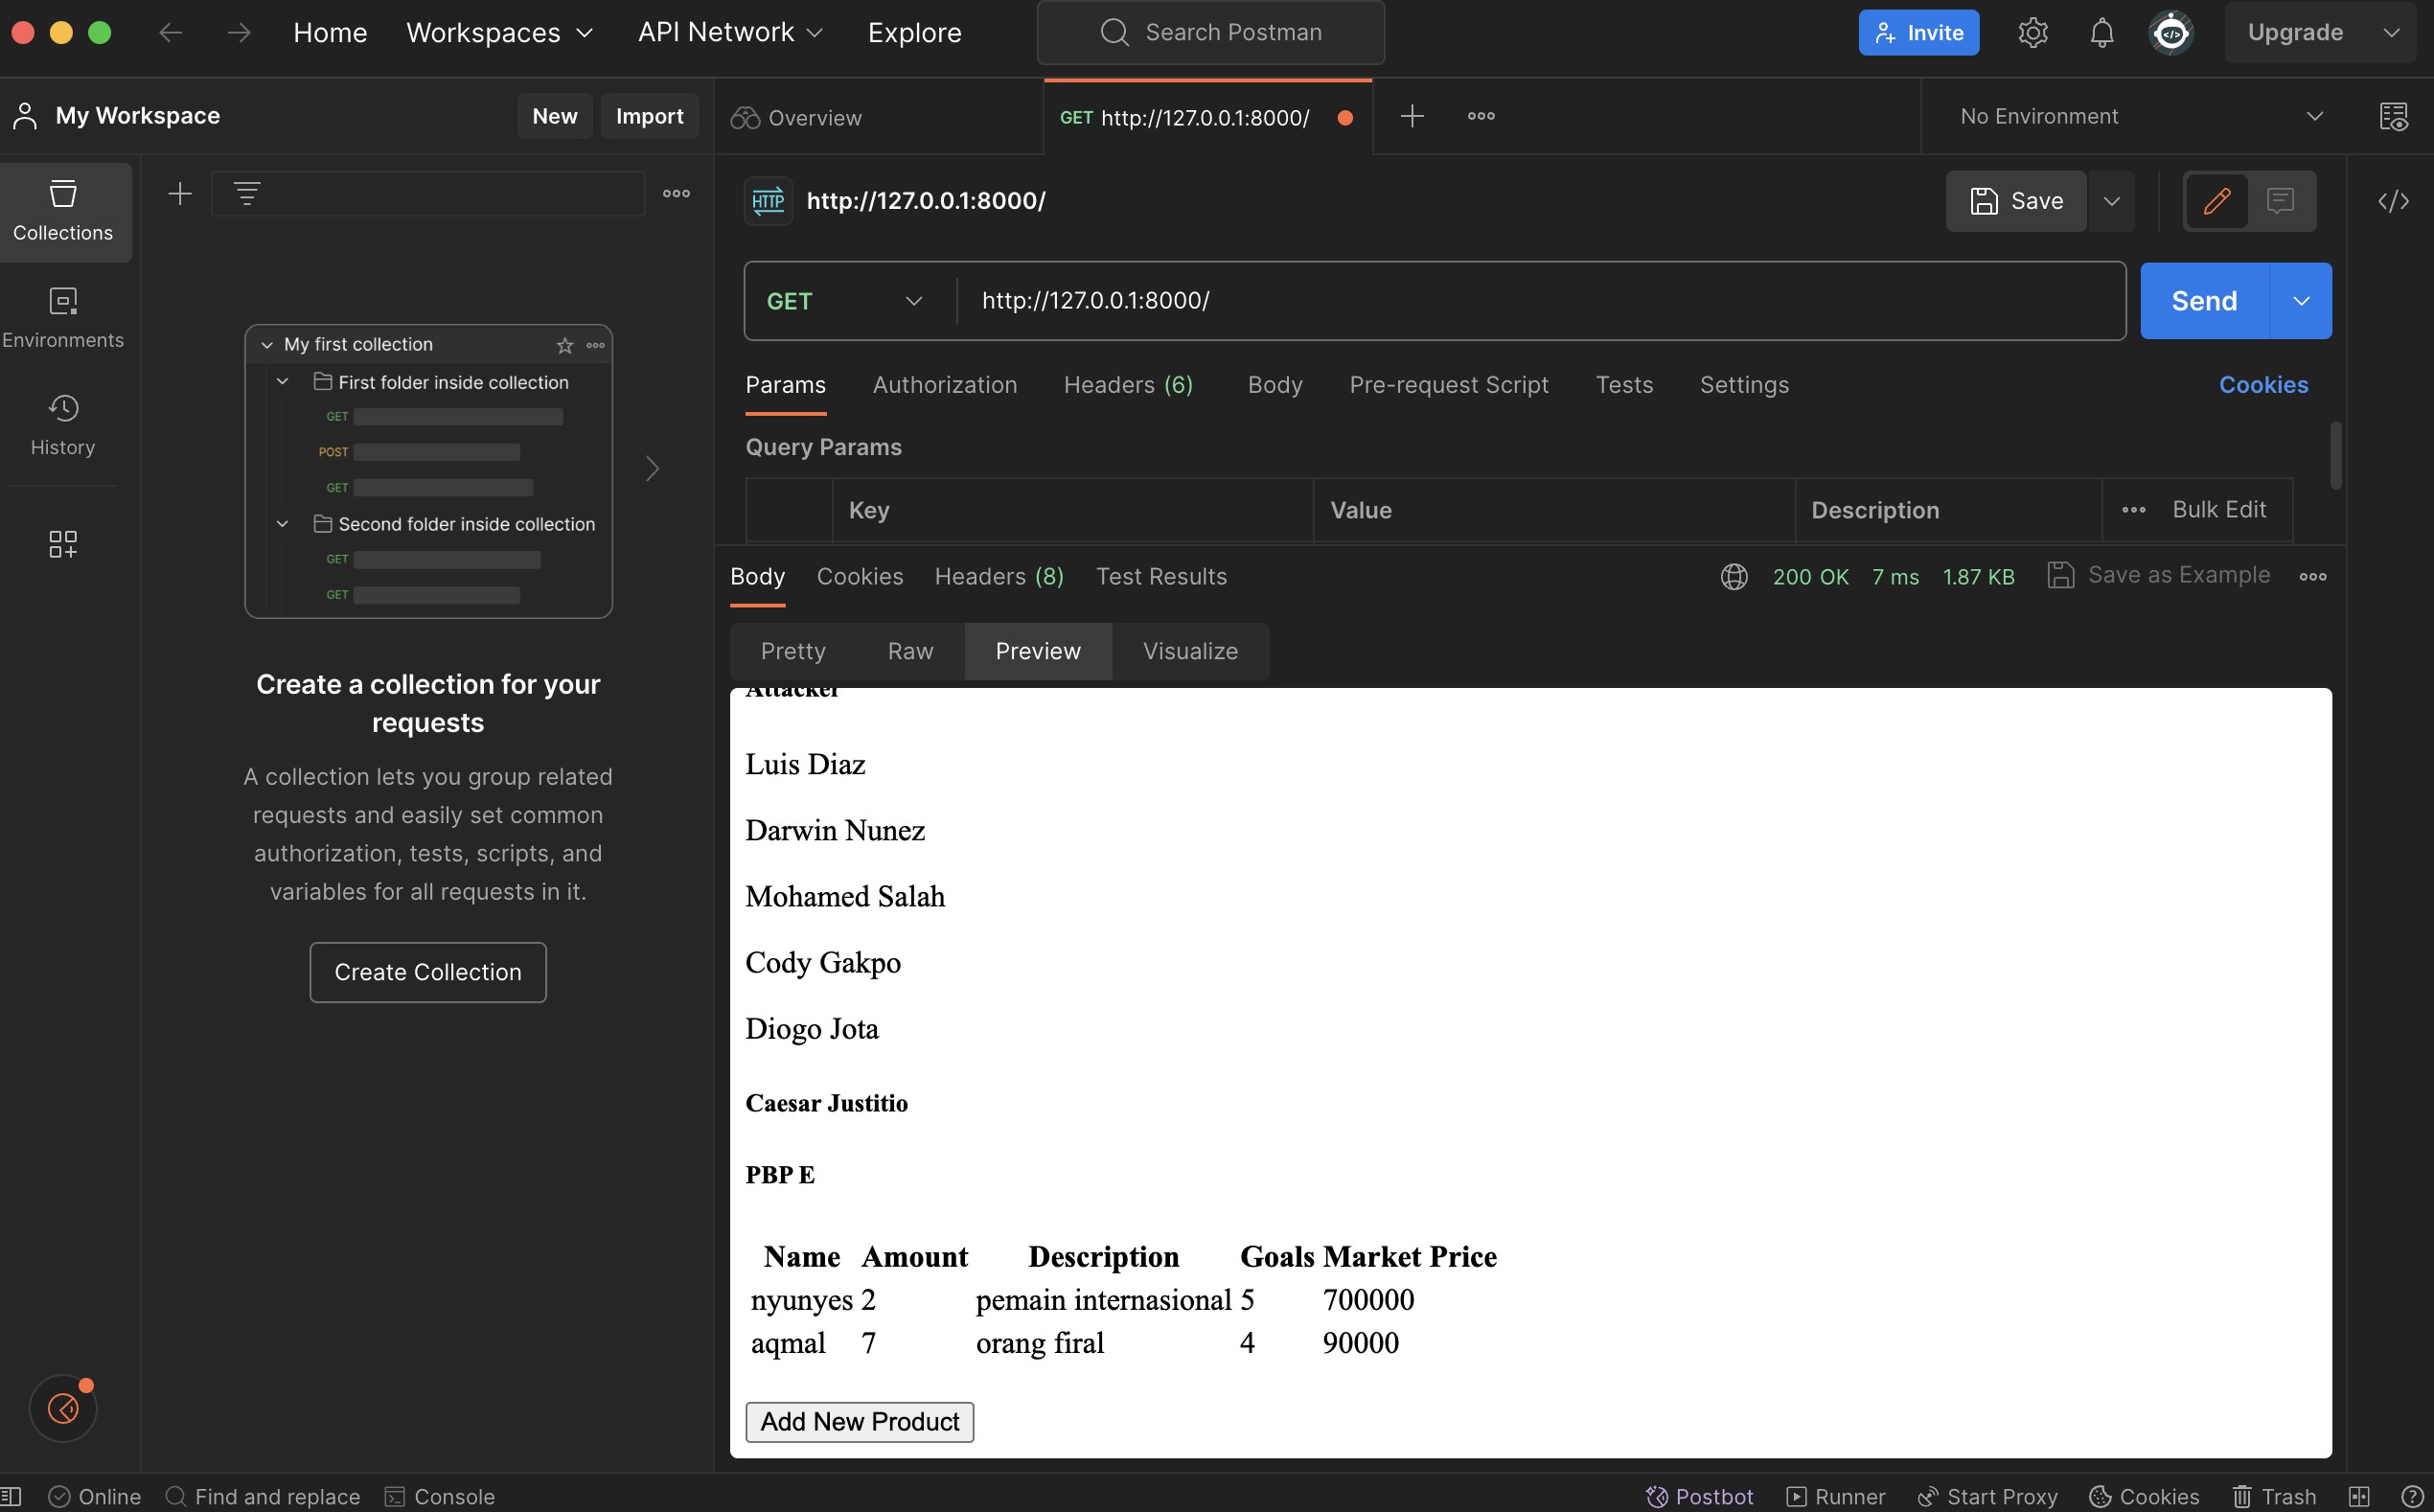 Home Workspaces API Network Explore Search Postman Invite Upgrade
My Workspace New Import Overview GET http://127.0.0.1:8000/ No Environment
Collections
Environments
History
My first collection
First folder inside collection
GET
POST
GET
Second folder inside collection
GET
GET
Create a collection for your
requests
A collection lets you group related
requests and easily set common
authorization, tests, scripts, and
variables for all requests in it.
Create Collection
HTTP http://127.0.0.1:8000/ Save
GET http://127.0.0.1:8000/ Send
Params Authorization Headers (6) Body Pre-request Script Tests Settings Cookies
Query Params
Key Value Description Bulk Edit
Body Cookies Headers (8) Test Results 200 OK 7 ms 1.87 KB Save as Example
Pretty Raw Preview Visualize
Attacker
Luis Diaz
Darwin Nunez
Mohamed Salah
Cody Gakpo
Diogo Jota
Caesar Justitio
PBP E
Name Amount Description Goals Market Price
nyunyes 2 pemain internasional 5 700000
aqmal 7 orang firal 4 90000
Add New Product
Online Find and replace Console Postbot Runner Start Proxy Cookies Trash